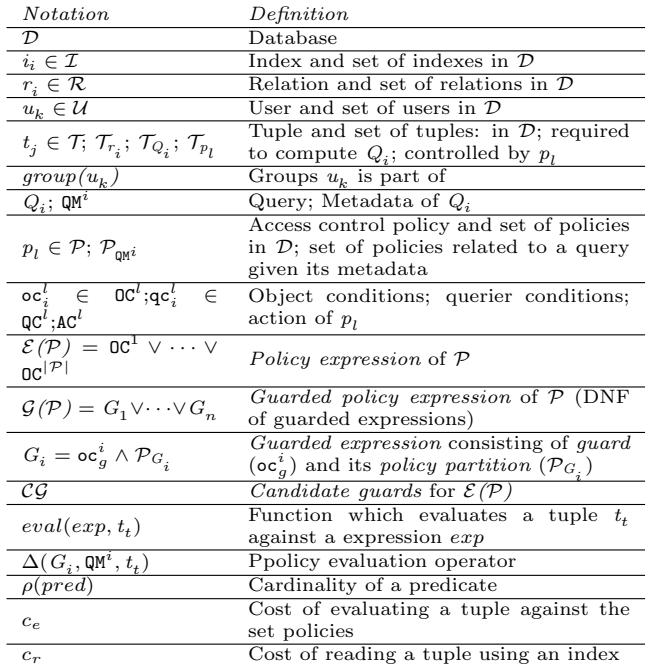 Notation Definition
𝒟 Database
i_i ∈ ℐ Index and set of indexes in 𝒟
r_i ∈ ℛ Relation and set of relations in 𝒟
u_k ∈ 𝒰 User and set of users in 𝒟
t_j ∈ 𝒯; 𝒯_{r_i}; 𝒯_{Q_i}; 𝒯_{p_l} Tuple and set of tuples: in 𝒟; required
to compute Q_i; controlled by p_l
group(u_k) Groups u_k is part of
Q_i; QM^i Query; Metadata of Q_i
p_l ∈ 𝒫; 𝒫_{QM^i} Access control policy and set of policies
in 𝒟; set of policies related to a query
given its metadata
oc_i^l ∈ OC^l;qc_i^l ∈
QC^l;AC^l
Object conditions; querier conditions;
action of p_l
ℰ(𝒫) = OC^1 ∨ ··· ∨
OC^{|𝒫|}
Policy expression of 𝒫
𝒢(𝒫) = G_1∨···∨G_n Guarded policy expression of 𝒫 (DNF
of guarded expressions)
G_i = oc_g^i ∧ 𝒫_{G_i} Guarded expression consisting of guard
(oc_g^i) and its policy partition (𝒫_{G_i})
𝒞𝒢 Candidate guards for ℰ(𝒫)
eval(exp, t_t) Function which evaluates a tuple t_t
against a expression exp
Δ(G_i, QM^i, t_t) Ppolicy evaluation operator
ρ(pred) Cardinality of a predicate
c_e Cost of evaluating a tuple against the
set policies
c_r Cost of reading a tuple using an index